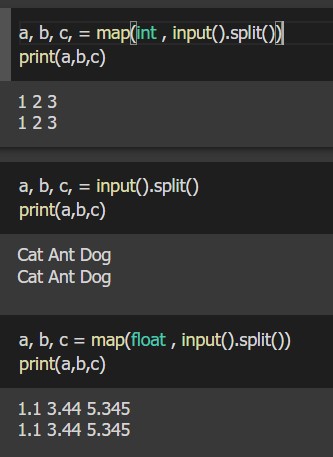 a, b, c, = map(int , input().split())
print(a,b,c)
1 2 3
1 2 3
a, b, c, = input().split()
print(a,b,c)
Cat Ant Dog
Cat Ant Dog
a, b, c = map(float , input().split())
print(a,b,c)
1.1 3.44 5.345
1.1 3.44 5.345